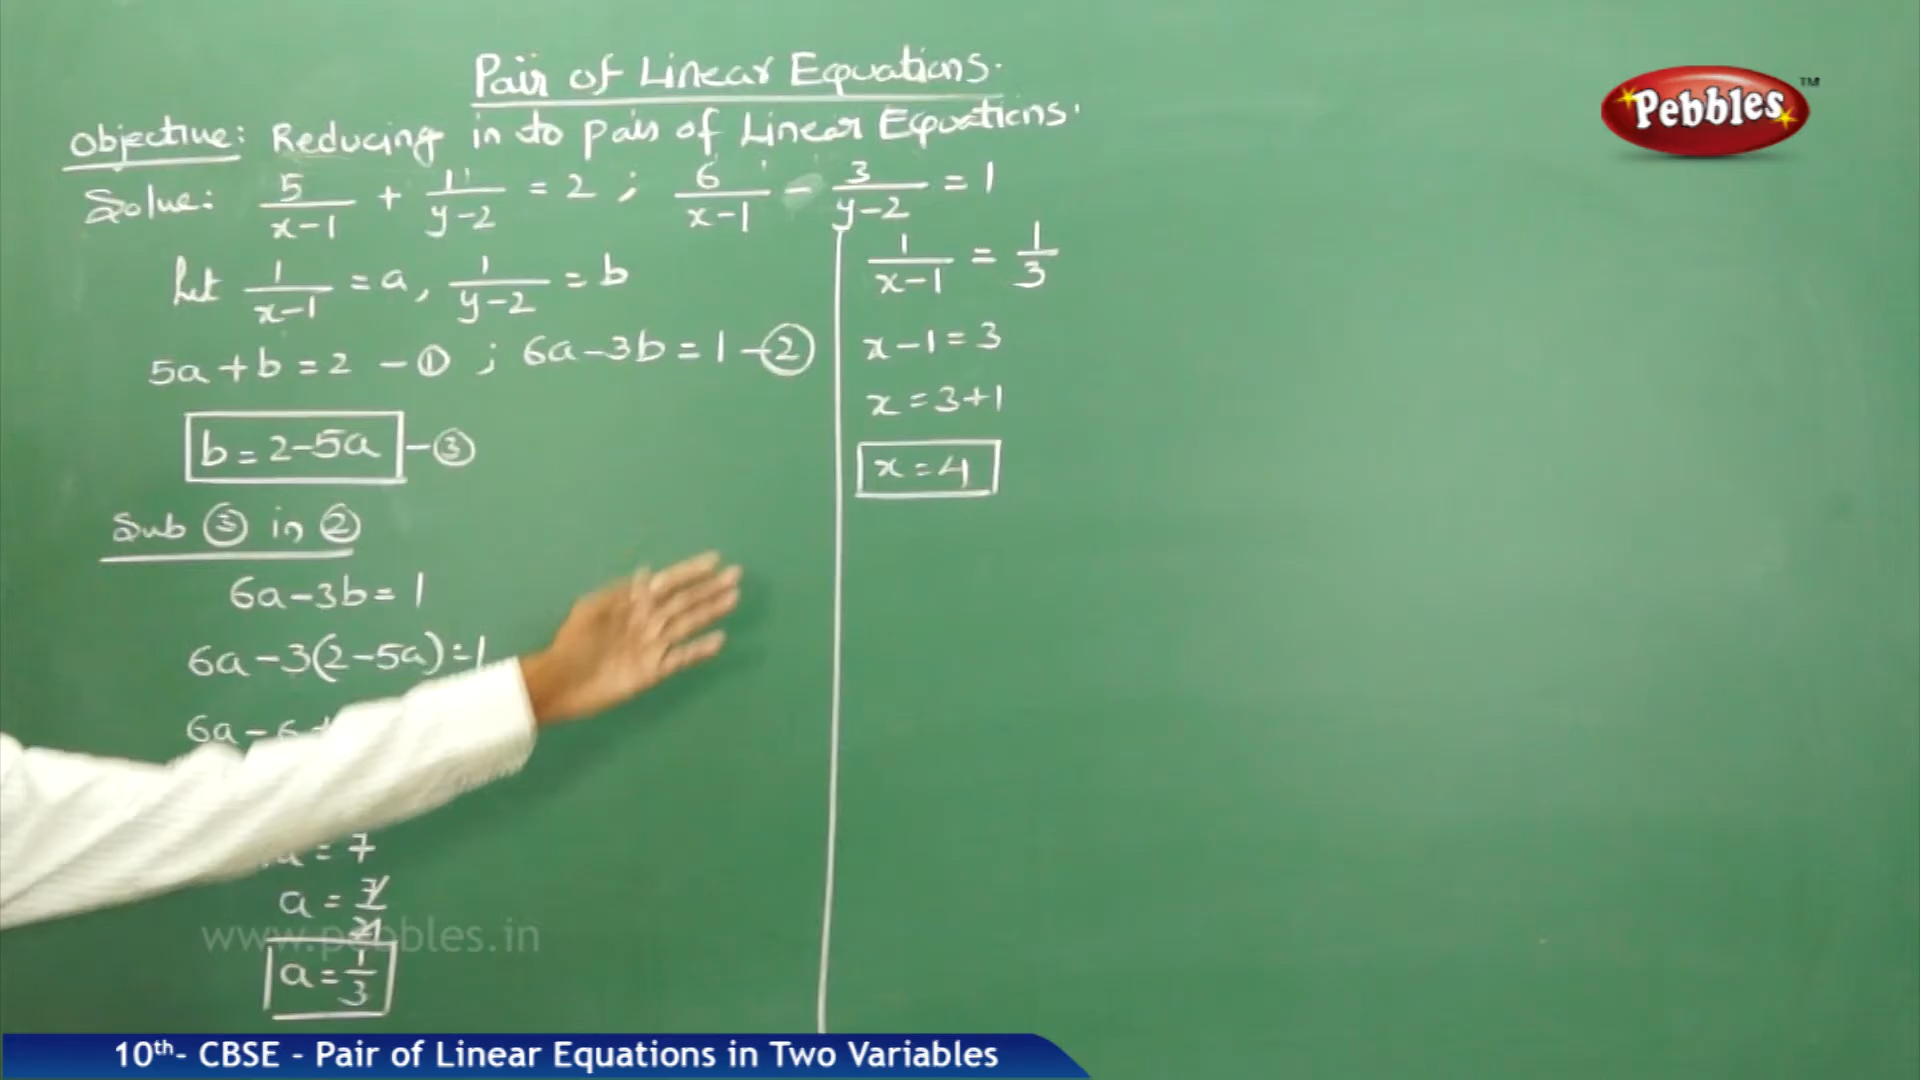 Pair of Linear Equations.
Objective: Reducing in to pair of Linear Equations.
Solve: 5/(x-1) + 1/(y-2) = 2 ; 6/(x-1) - 3/(y-2) = 1
Let 1/(x-1) = a, 1/(y-2) = b
5a + b = 2 - ① ; 6a - 3b = 1 - ②
b = 2 - 5a - ③
Sub ③ in ②
6a - 3b = 1
6a - 3(2 - 5a) = 1
6a - 6 +
a = 7
a = 7/21
a = 1/3
1/(x-1) = 1/3
x - 1 = 3
x = 3 + 1
x = 4
Pebbles™
www.pebbles.in
10th- CBSE - Pair of Linear Equations in Two Variables